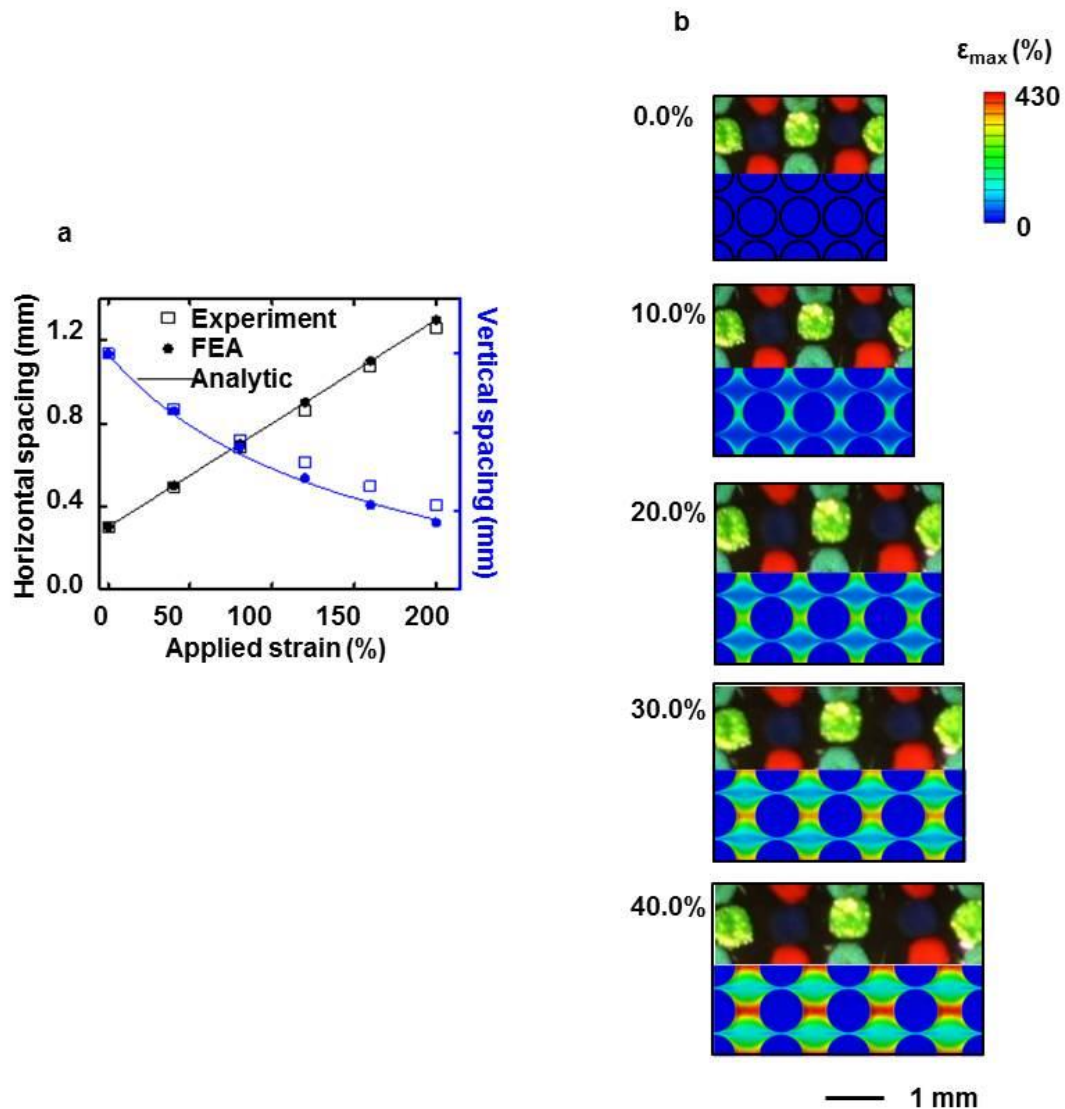 a
Horizontal spacing (mm)
1.2
0.8
0.4
0.0
Experiment
FEA
Analytic
Vertical spacing (mm)
0 50 100 150 200
Applied strain (%)
b
εmax (%)
430
0
0.0%
10.0%
20.0%
30.0%
40.0%
1 mm